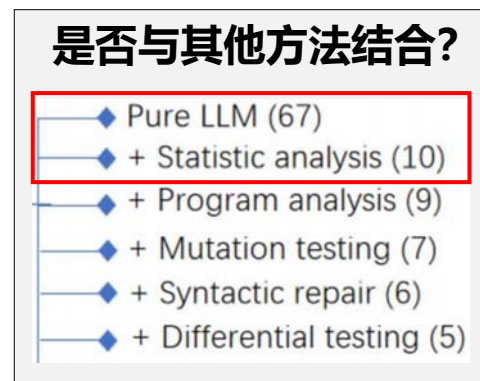 是否与其他方法结合？
Pure LLM (67)
+ Statistic analysis (10)
+ Program analysis (9)
+ Mutation testing (7)
+ Syntactic repair (6)
+ Differential testing (5)